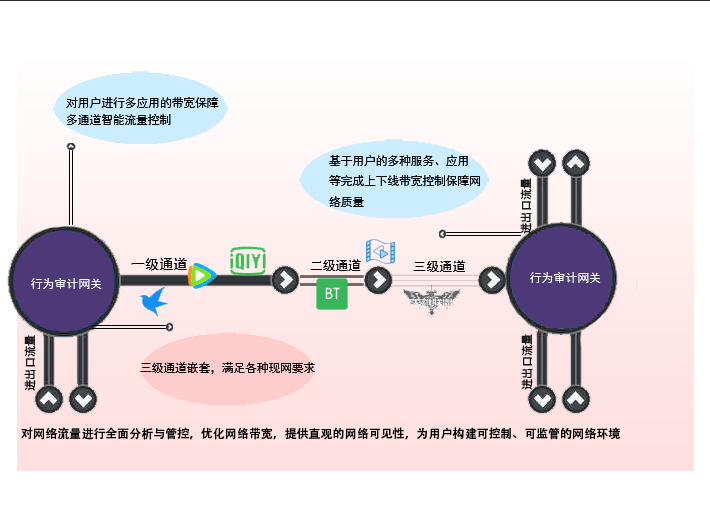 对用户进行多应用的带宽保障
多通道智能流量控制
基于用户的多种服务、应用
等完成上下线带宽控制保障网
络质量
进出口流量
一级通道
iQIYI
二级通道
三级通道
行为审计网关
行为审计网关
BT
进出口流量
进出口流量
三级通道嵌套，满足各种现网要求
对网络流量进行全面分析与管控，优化网络带宽，提供直观的网络可见性，为用户构建可控制、可监管的网络环境